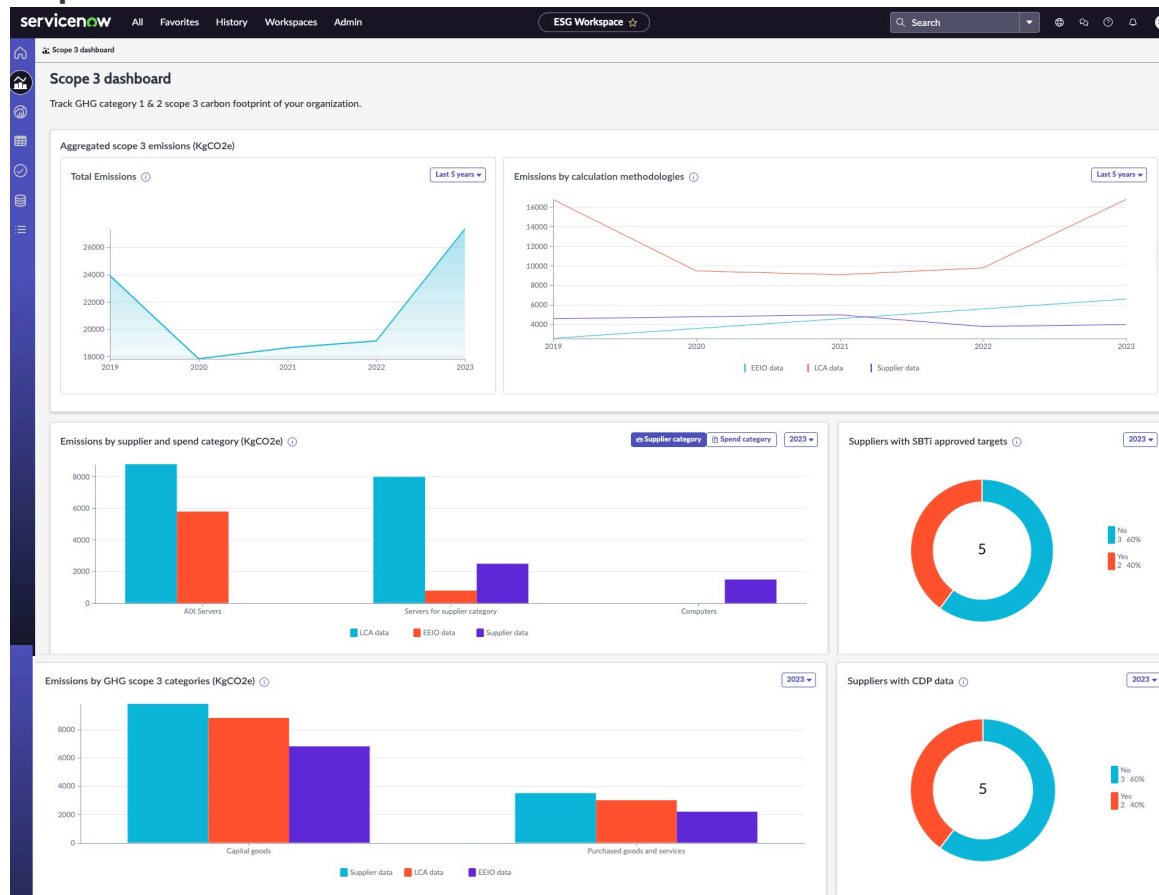 servicenow All Favorites History Workspaces Admin ESG Workspace Search
Scope 3 dashboard
Scope 3 dashboard
Track GHG category 1 & 2 scope 3 carbon footprint of your organization.
Aggregated scope 3 emissions (KgCO2e)
Total Emissions Last 5 years
26000
24000
22000
20000
18000
2019 2020 2021 2022 2023
Emissions by calculation methodologies Last 5 years
16000
14000
12000
10000
8000
6000
4000
2019 2020 2021 2022 2023
EEIO data LCA data Supplier data
Emissions by supplier and spend category (KgCO2e) Supplier category Spend category 2023
8000
6000
4000
2000
0
AIX Servers Servers for supplier category Computers
LCA data EEIO data Supplier data
Suppliers with SBTi approved targets 2023
5
No
3 60%
Yes
2 40%
Emissions by GHG scope 3 categories (KgCO2e) 2023
8000
6000
4000
2000
0
Capital goods Purchased goods and services
Supplier data LCA data EEIO data
Suppliers with CDP data 2023
5
No
3 60%
Yes
2 40%